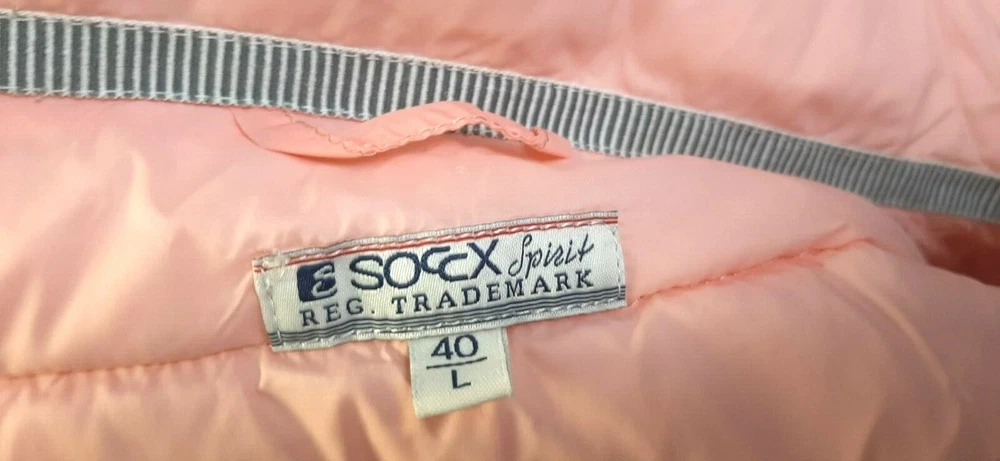 SOCCX Spirit
REG. TRADEMARK
40
L